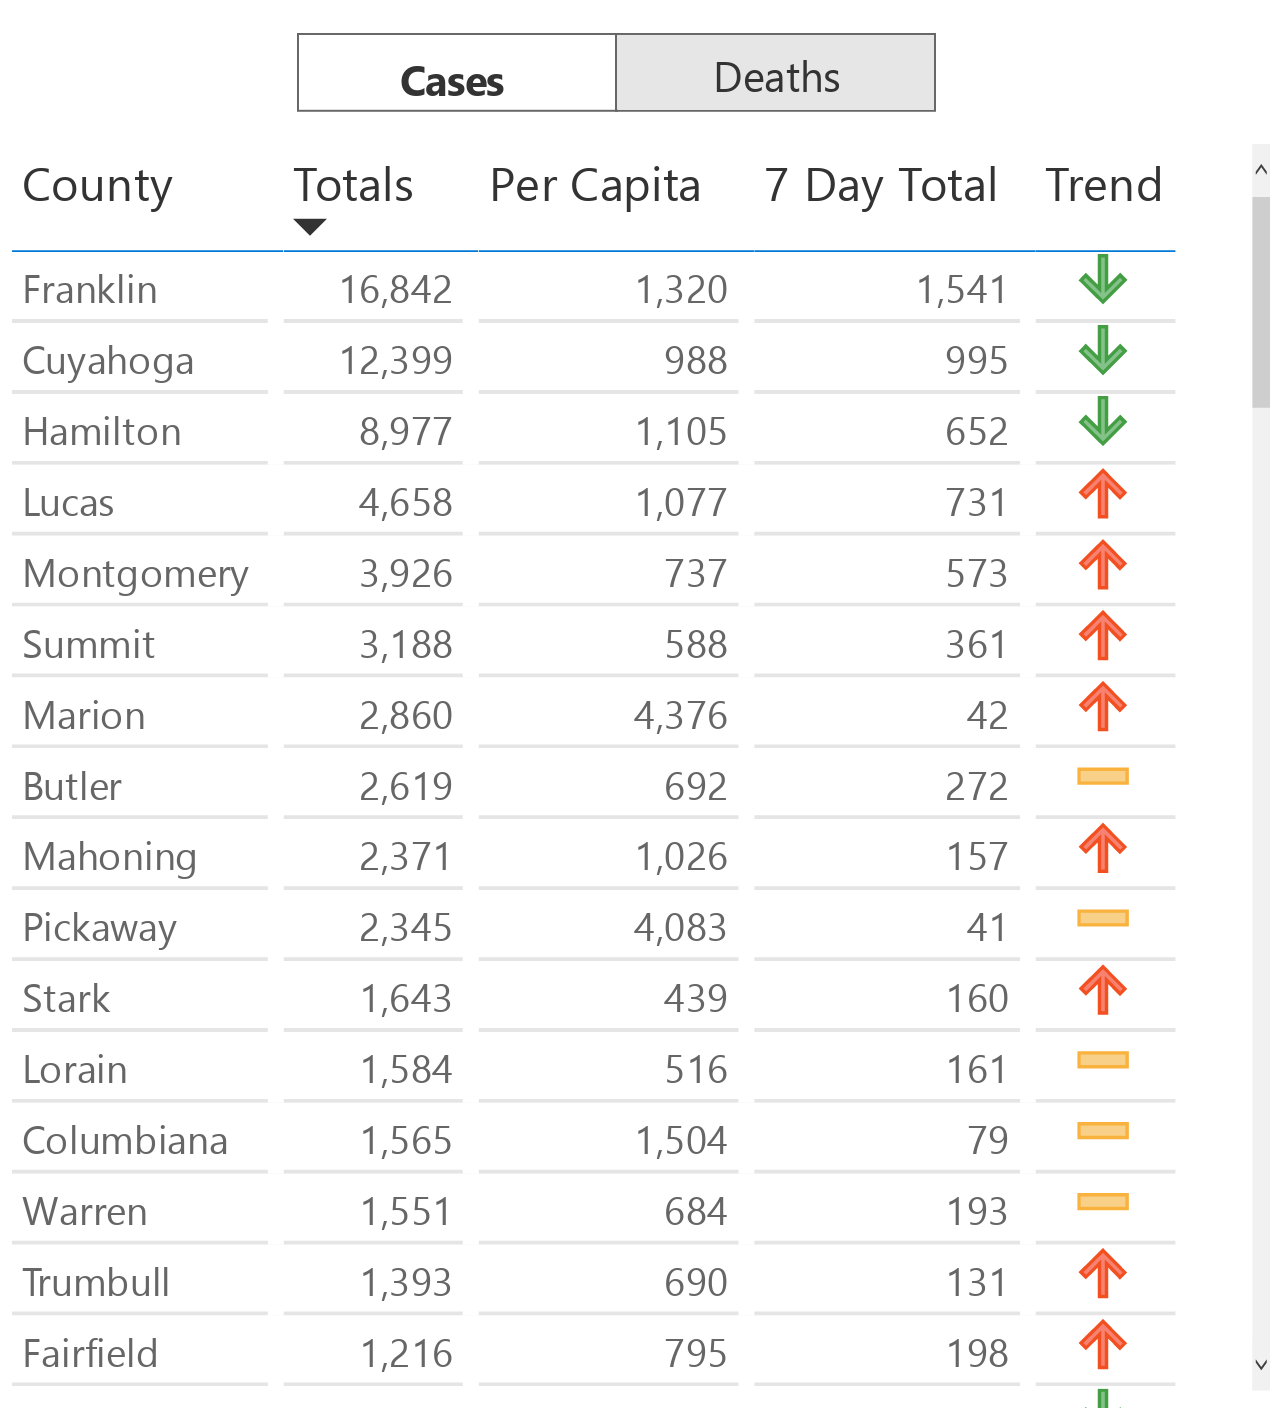 Cases Deaths
County Totals Per Capita 7 Day Total Trend
Franklin 16,842 1,320 1,541
Cuyahoga 12,399 988 995
Hamilton 8,977 1,105 652
Lucas 4,658 1,077 731
Montgomery 3,926 737 573
Summit 3,188 588 361
Marion 2,860 4,376 42
Butler 2,619 692 272
Mahoning 2,371 1,026 157
Pickaway 2,345 4,083 41
Stark 1,643 439 160
Lorain 1,584 516 161
Columbiana 1,565 1,504 79
Warren 1,551 684 193
Trumbull 1,393 690 131
Fairfield 1,216 795 198